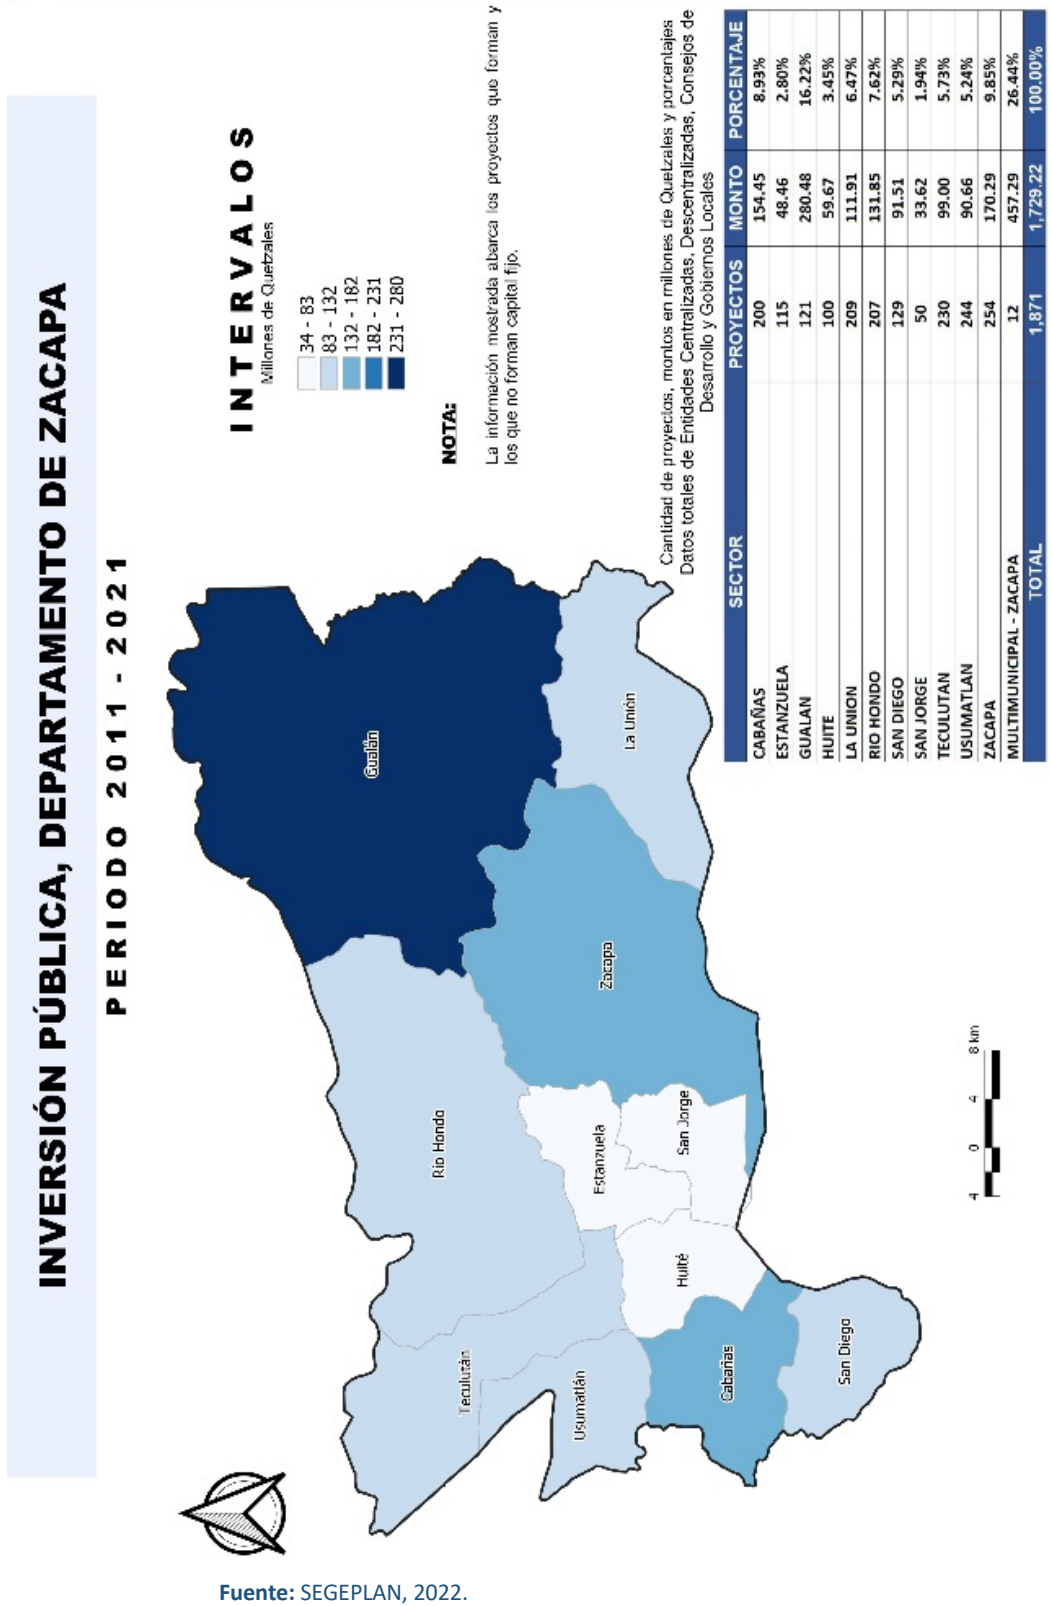 INVERSIÓN PÚBLICA, DEPARTAMENTO DE ZACAPA
PERIODO 2011 - 2021
INTERVALOS
Millones de Quetzales
34 - 83
83 - 132
132 - 182
182 - 231
231 - 280
NOTA:
La información mostrada abarca los proyectos que forman y
los que no forman capital fijo.
Gualán
La Unión
Zacapa
Río Hondo
Estanzuela
San Jorge
Huité
Teculután
Usumatlán
Cabañas
San Diego
4 0 4 8 km
Cantidad de proyectos, montos en millones de Quetzales y porcentajes
Datos totales de Entidades Centralizadas, Descentralizadas, Consejos de
Desarrollo y Gobiernos Locales
SECTOR PROYECTOS MONTO PORCENTAJE
CABAÑAS 200 154.45 8.93%
ESTANZUELA 115 48.46 2.80%
GUALAN 121 280.48 16.22%
HUITE 100 59.67 3.45%
LA UNION 209 111.91 6.47%
RIO HONDO 207 131.85 7.62%
SAN DIEGO 129 91.51 5.29%
SAN JORGE 50 33.62 1.94%
TECULUTAN 230 99.00 5.73%
USUMATLAN 244 90.66 5.24%
ZACAPA 254 170.29 9.85%
MULTIMUNICIPAL - ZACAPA 12 457.29 26.44%
TOTAL 1,871 1,729.22 100.00%
Fuente: SEGEPLAN, 2022.